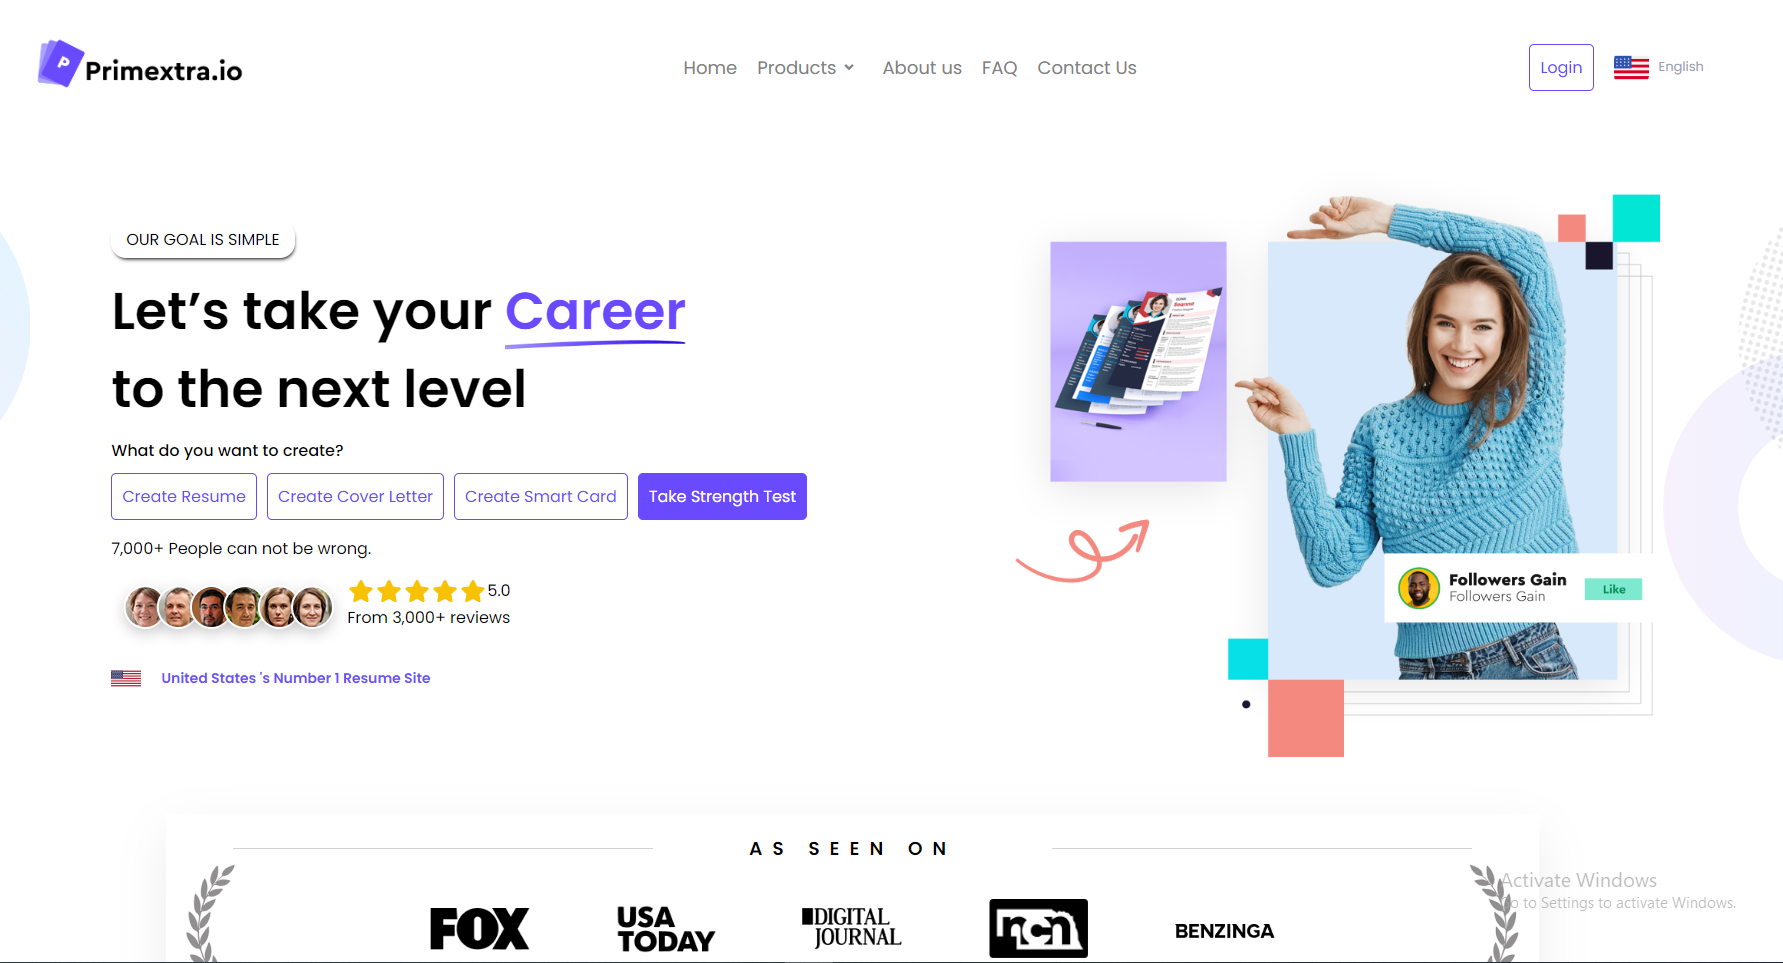 P Primextra.io
Home Products About us FAQ Contact Us
Login English
OUR GOAL IS SIMPLE
Let’s take your Career
to the next level
What do you want to create?
Create Resume Create Cover Letter Create Smart Card Take Strength Test
7,000+ People can not be wrong.
5.0
From 3,000+ reviews
United States 's Number 1 Resume Site
Followers Gain
Followers Gain
Like
AS SEEN ON
FOX
USA
TODAY
DIGITAL
JOURNAL
ncn
BENZINGA
Activate Windows
Go to Settings to activate Windows.